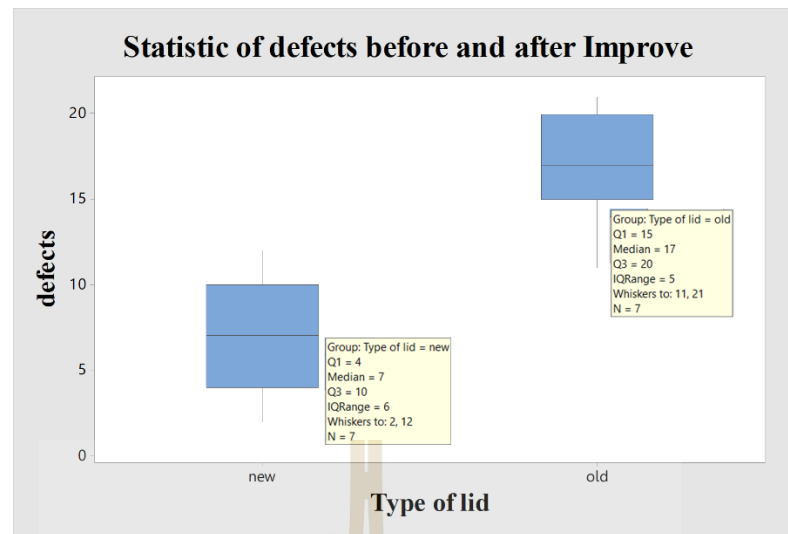 Statistic of defects before and after Improve
20
15
10
5
0
defects
Group: Type of lid = old
Q1 = 15
Median = 17
Q3 = 20
IQRange = 5
Whiskers to: 11, 21
N = 7
Group: Type of lid = new
Q1 = 4
Median = 7
Q3 = 10
IQRange = 6
Whiskers to: 2, 12
N = 7
new old
Type of lid